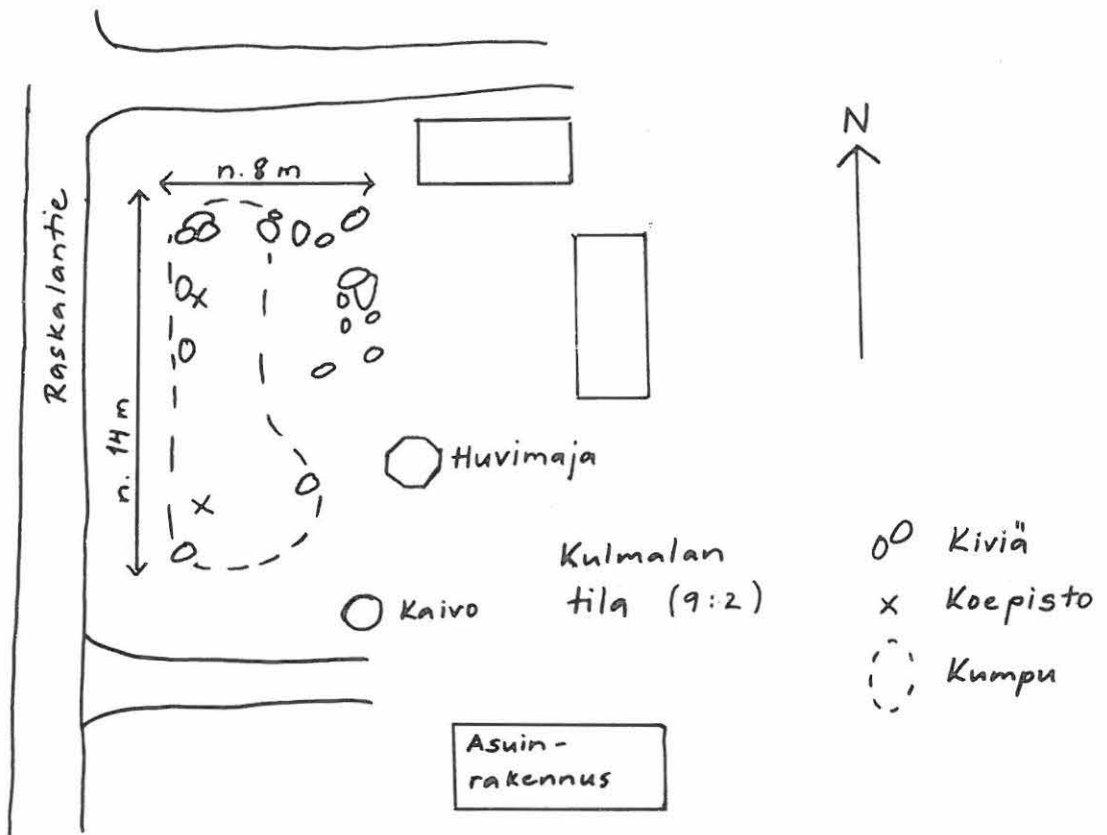 N
n. 8 m
Raskalantie
n. 14 m
Huvimaja
Kulmalan
tila (9:2)
Kiviä
Kaivo
Koepisto
Kumpu
Asuin-
rakennus